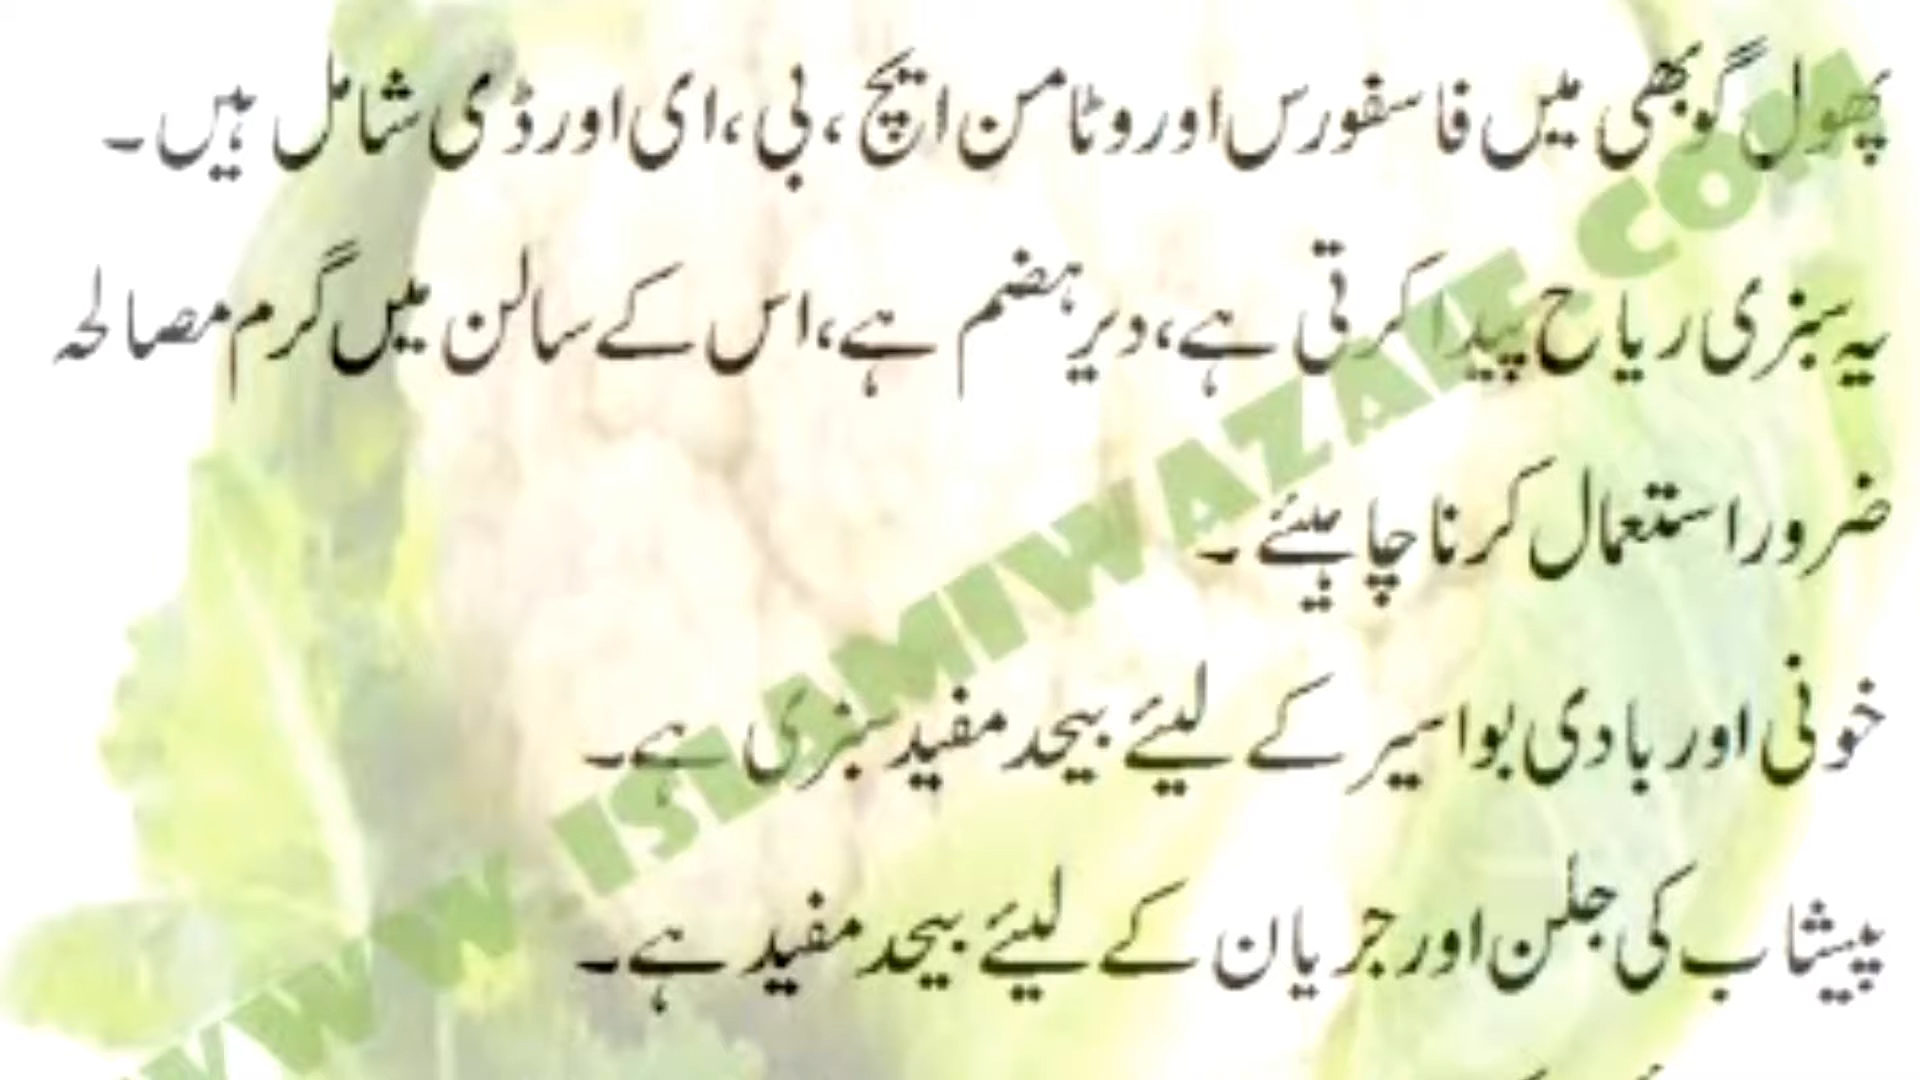 پھول گوبھی میں فاسفورس اور وٹامن ایچ ، بی ، ای اور ڈی شامل ہیں ۔
یہ سبزی ریاح پیدا کرتی ہے ، دیر ہضم ہے ، اس کے سالن میں گرم مصالحہ
ضرور استعمال کرنا چاہیئے ۔
خونی اور بادی بواسیر کے لیئے بیحد مفید سبزی ہے ۔
پیشاب کی جلن اور جریان کے لیئے بیحد مفید ہے ۔
WWW ISLAMIWAZAIF.COM